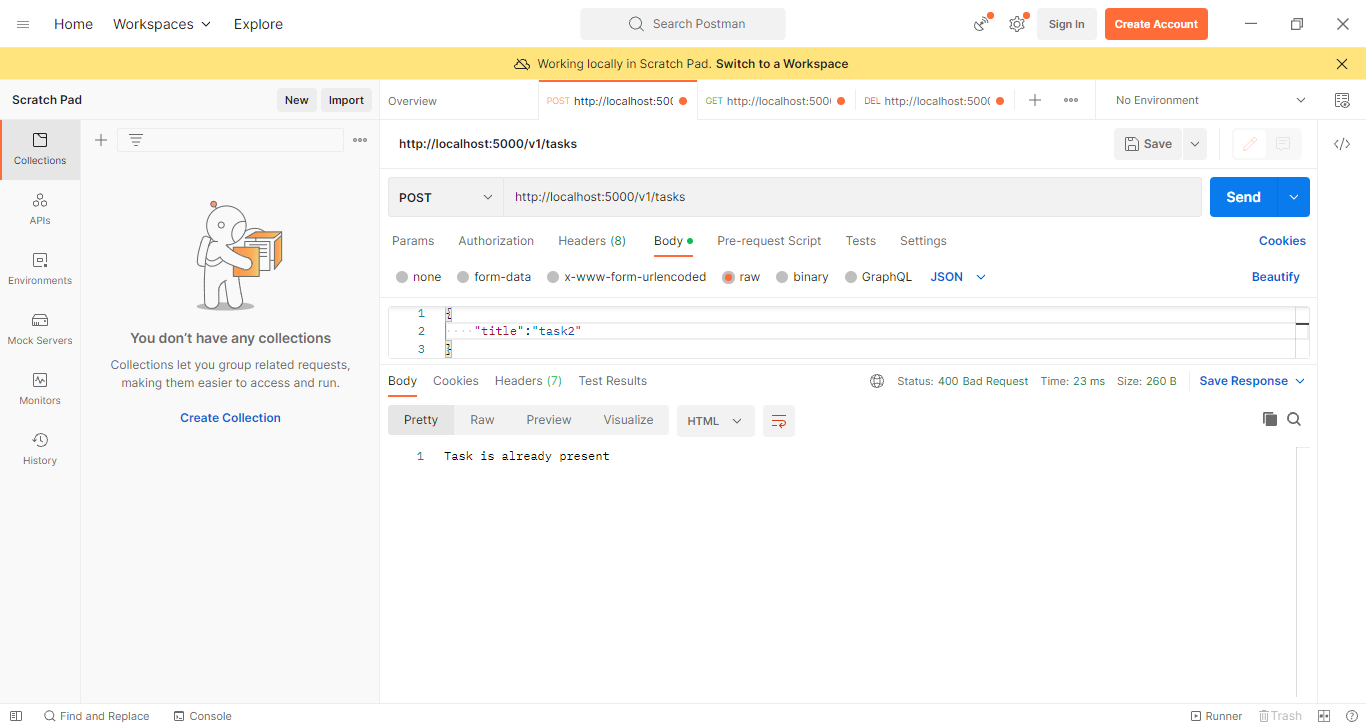 Home Workspaces Explore Search Postman Sign In Create Account
Working locally in Scratch Pad. Switch to a Workspace
Scratch Pad New Import Overview POST http://localhost:500 GET http://localhost:500 DEL http://localhost:500 No Environment
Collections
APIs
Environments
Mock Servers
Monitors
History
You don't have any collections
Collections let you group related requests,
making them easier to access and run.
Create Collection
http://localhost:5000/v1/tasks Save
POST http://localhost:5000/v1/tasks Send
Params Authorization Headers (8) Body Pre-request Script Tests Settings Cookies
none form-data x-www-form-urlencoded raw binary GraphQL JSON Beautify
1 {
2 "title":"task2"
3 }
Body Cookies Headers (7) Test Results Status: 400 Bad Request Time: 23 ms Size: 260 B Save Response
Pretty Raw Preview Visualize HTML
1 Task is already present
Find and Replace Console Runner Trash